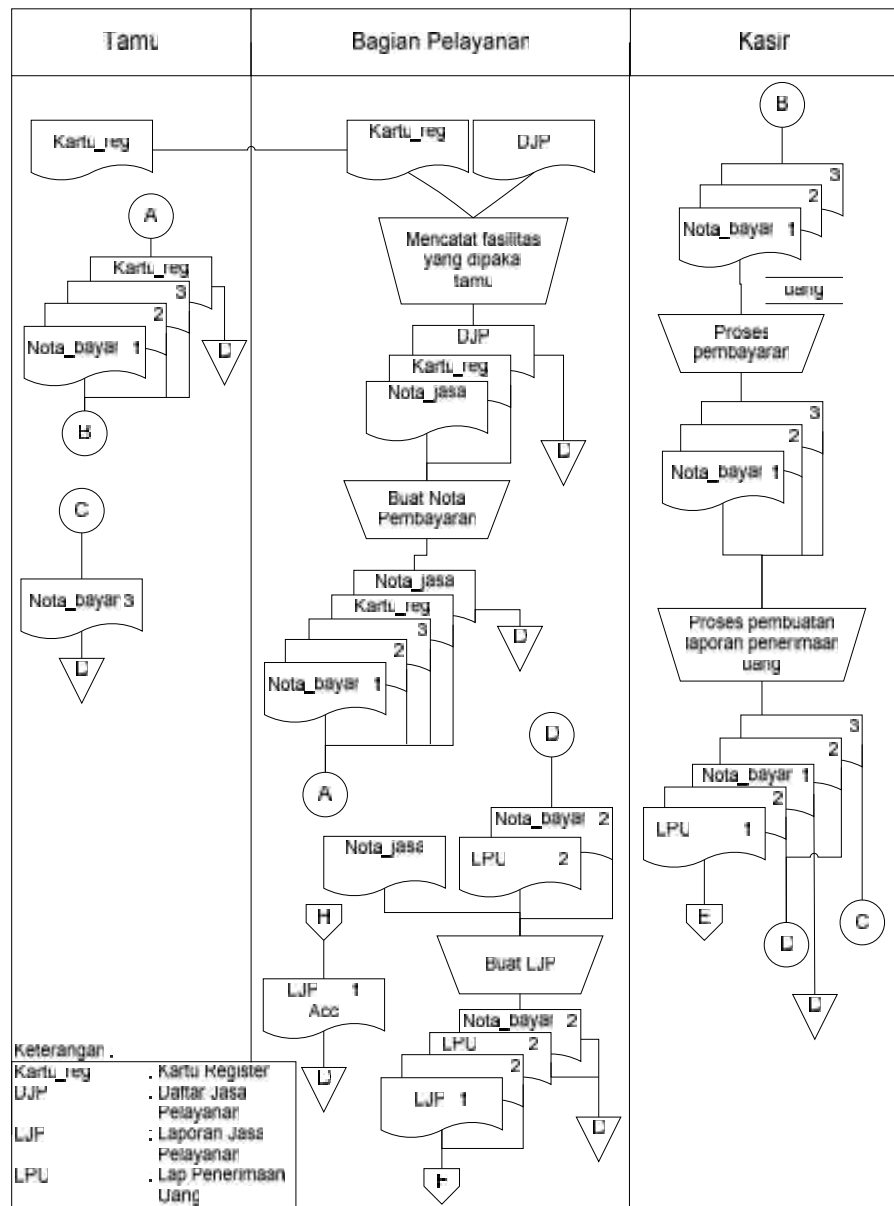 Tamu
Bagian Pelayanan
Kasir
Kartu_reg
Kartu_reg
DJP
B
3
2
Nota_bayar 1
A
Mencatat fasilitas
yang dipaka
tamu
Kartu_reg
3
2
Nota_bayar 1
D
uang
Proses
pembayaran
DJP
Kartu_reg
Nota_jasa
D
B
3
2
Nota_bayar 1
Buat Nota
Pembayaran
C
Nota_bayar 3
D
Nota_jasa
Kartu_reg
3
2
Nota_bayar 1
D
Proses pembuatan
laporan penerimaan
uang
A
D
3
2
Nota_bayar 1
2
LPU 1
Nota_jasa
Nota_bayar 2
LPU 2
E
D
C
D
H
Buat LJP
LJP 1
Acc
D
Nota_bayar 2
LPU 2
2
LJP 1
D
Keterangan :
Kartu_reg : Kartu Register
DJP : Daftar Jasa
Pelayanan
LJP : Laporan Jasa
Pelayanan
LPU : Lap Penerimaan
Uang